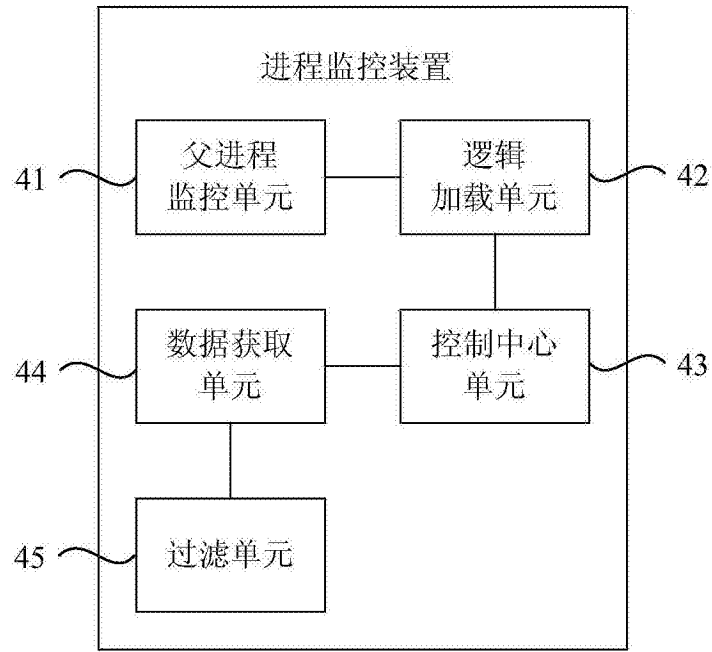 进程监控装置
41
父进程
监控单元
逻辑
加载单元
42
44
数据获取
单元
控制中心
单元
43
45
过滤单元